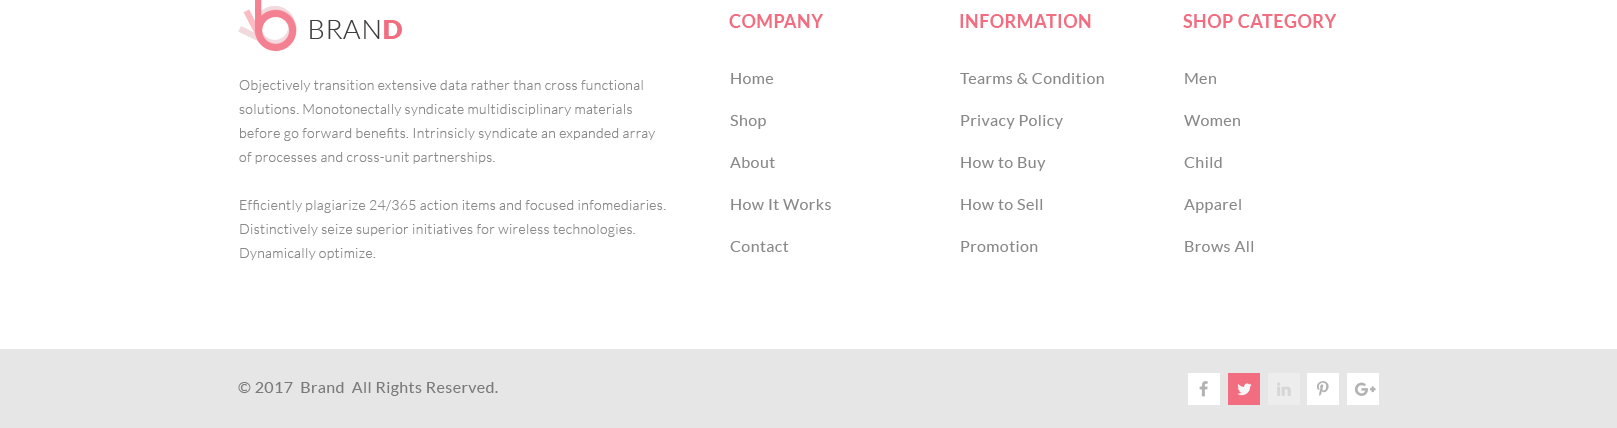 BRAND
Objectively transition extensive data rather than cross functional
solutions. Monotonectally syndicate multidisciplinary materials
before go forward benefits. Intrinsicly syndicate an expanded array
of processes and cross-unit partnerships.
Efficiently plagiarize 24/365 action items and focused infomediaries.
Distinctively seize superior initiatives for wireless technologies.
Dynamically optimize.
COMPANY
Home
Shop
About
How It Works
Contact
INFORMATION
Tearms & Condition
Privacy Policy
How to Buy
How to Sell
Promotion
SHOP CATEGORY
Men
Women
Child
Apparel
Brows All
© 2017 Brand All Rights Reserved.